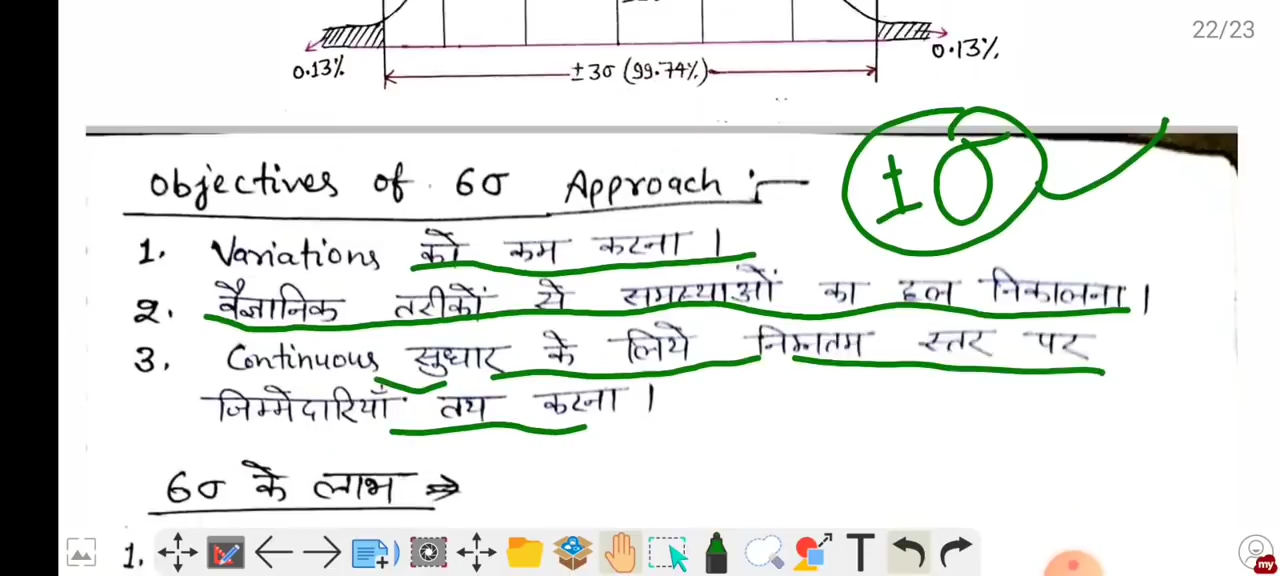 22/23
0.13% 0.13%
±3σ (99.74%)
Objectives of 6σ Approach :- ±σ
1. Variations को कम करना ।
2. वैज्ञानिक तरीकों से समस्याओं का हल निकालना ।
3. Continuous सुधार के लिये निम्नतम स्तर पर
जिम्मेदारियाँ तय करना ।
6σ के लाभ ⇒
1.
T
my